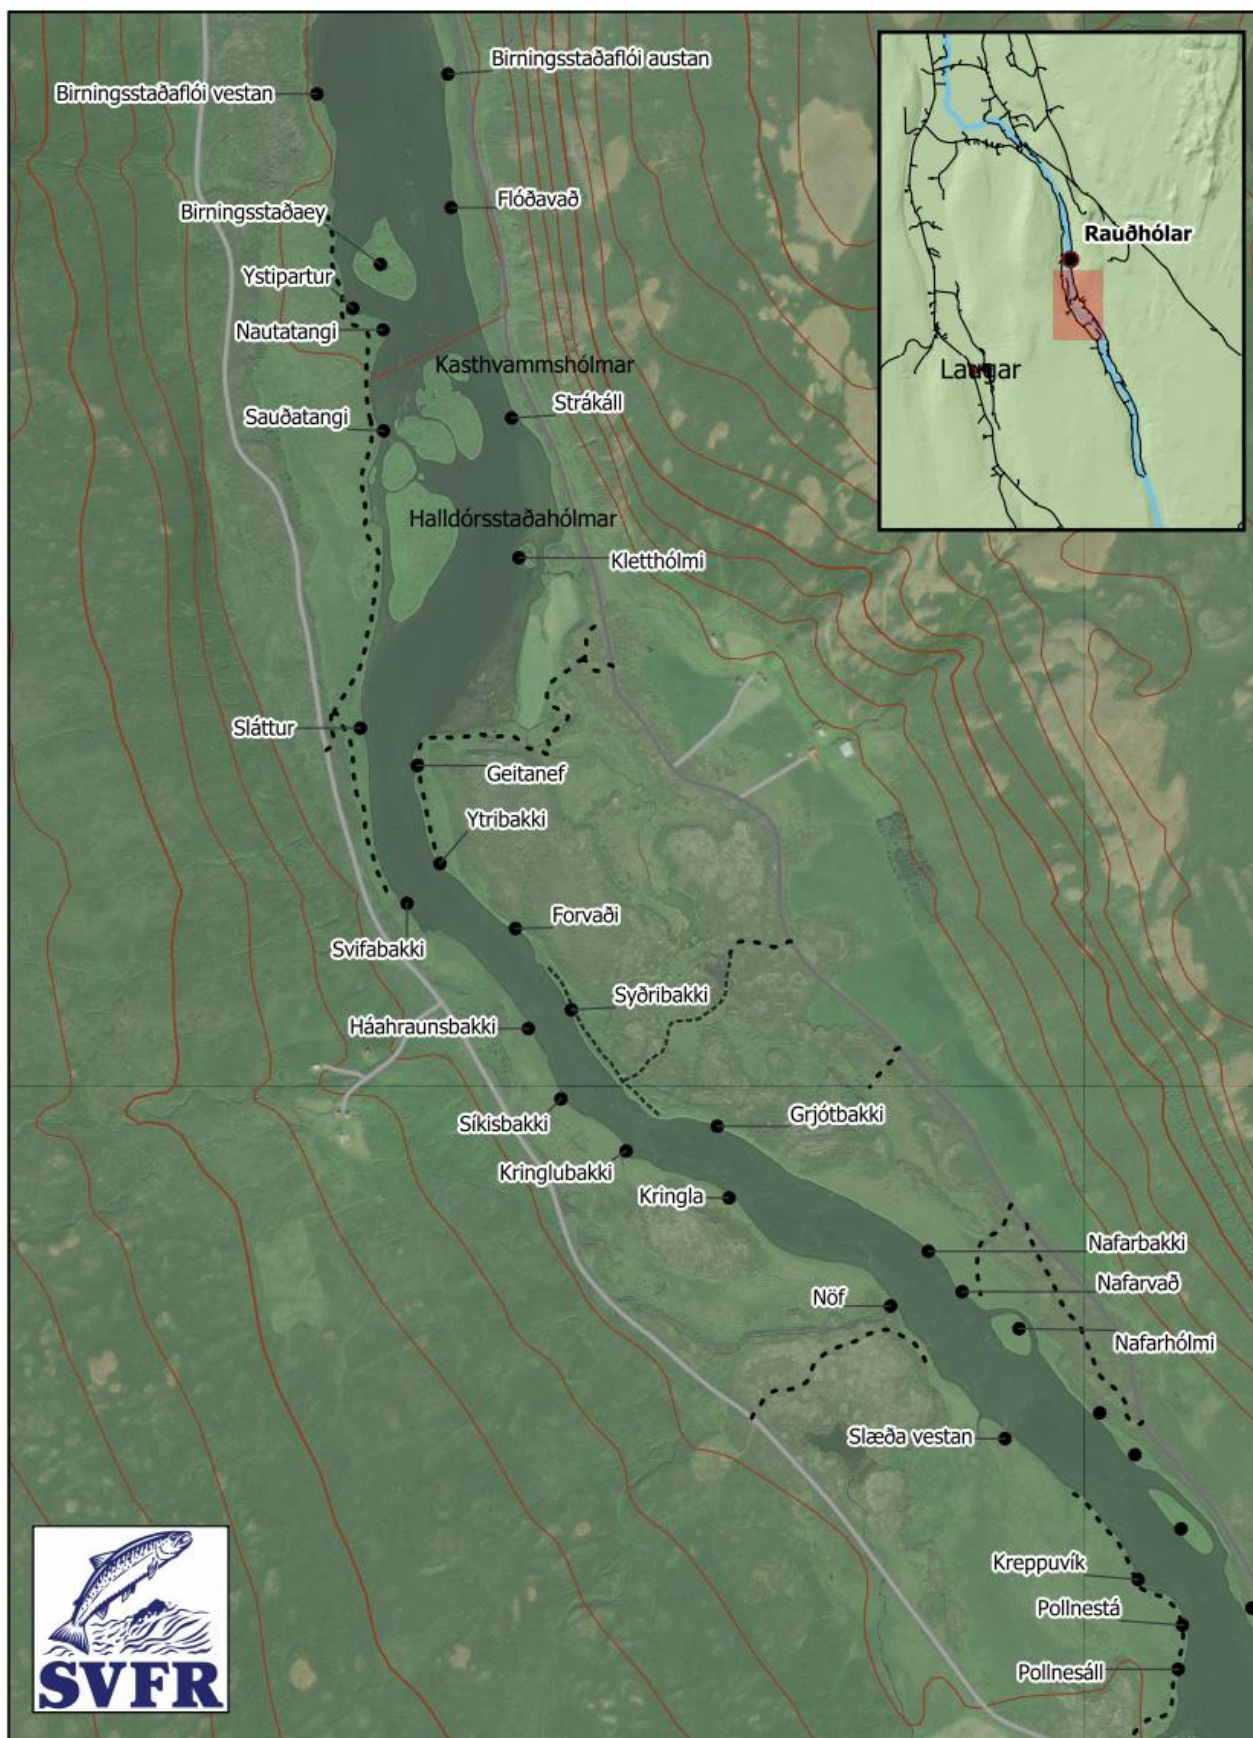 Birningsstaðaflói austan
Birningsstaðaflói vestan
Flóðavað
Birningsstaðaey
Rauðhólar
Ystipartur
Nautatangi
Kasthvammshólmar
Laugar
Sauðatangi
Strákáll
Halldórsstaðahólmar
Kletthólmi
Sláttur
Geitanef
Ytribakki
Forvaði
Svifabakki
Syðribakki
Háahraunsbakki
Síkisbakki
Grjótbakki
Kringlubakki
Kringla
Nafarbakki
Nafarvað
Nöf
Nafarhólmi
Slæða vestan
Kreppuvík
Pollnestá
Pollnesáll
SVFR